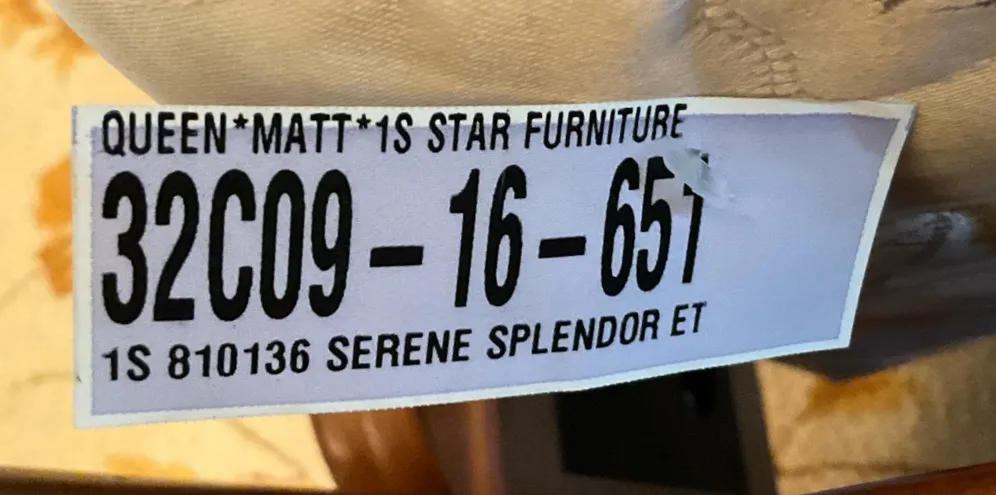 QUEEN*MATT*1S STAR FURNITURE
32C09-16-651
1S 810136 SERENE SPLENDOR ET